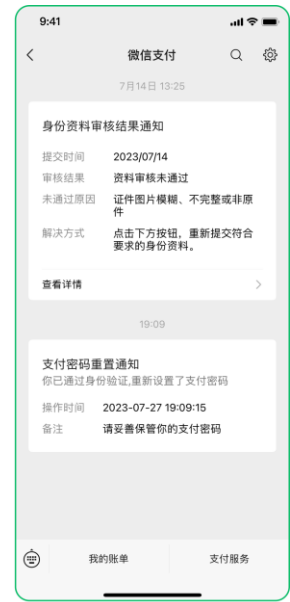 9:41
微信支付
7月14日 13:25
身份资料审核结果通知
提交时间 2023/07/14
审核结果 资料审核未通过
未通过原因 证件图片模糊、不完整或非原
件
解决方式 点击下方按钮，重新提交符合
要求的身份资料。
查看详情
19:09
支付密码重置通知
你已通过身份验证,重新设置了支付密码
操作时间 2023-07-27 19:09:15
备注 请妥善保管你的支付密码
我的账单 支付服务